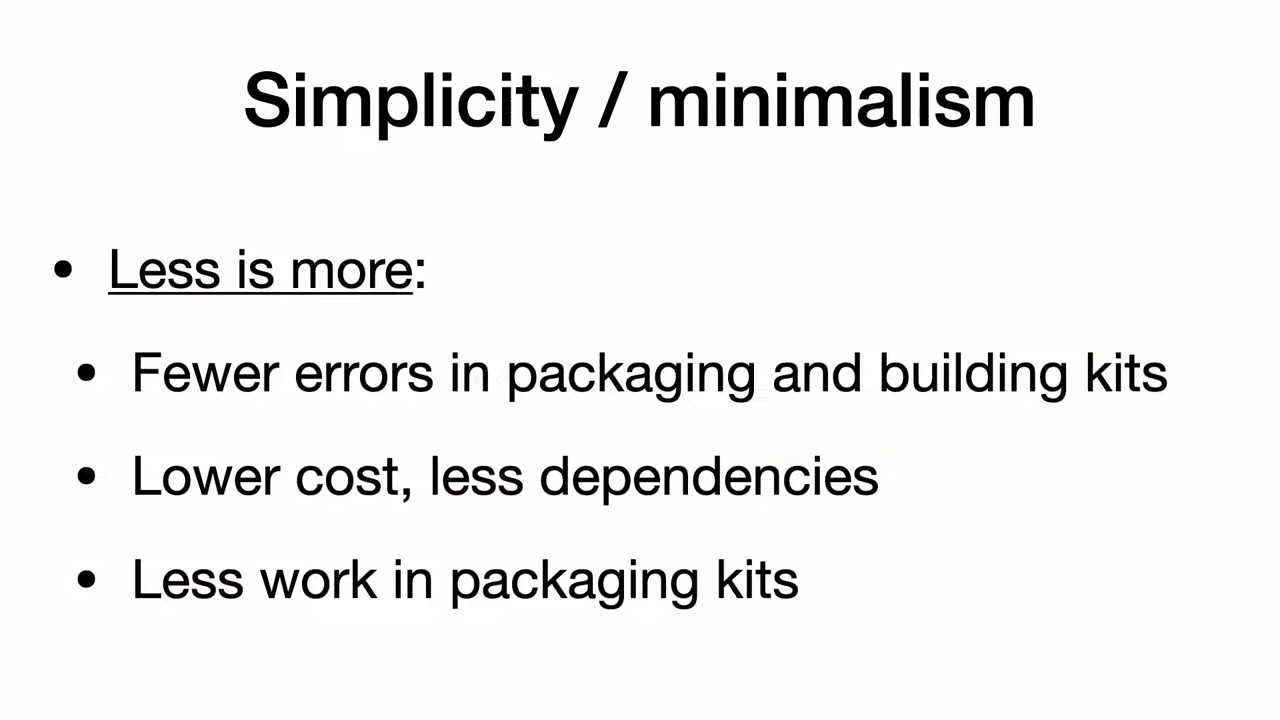 Simplicity / minimalism
• Less is more:
• Fewer errors in packaging and building kits
• Lower cost, less dependencies
• Less work in packaging kits